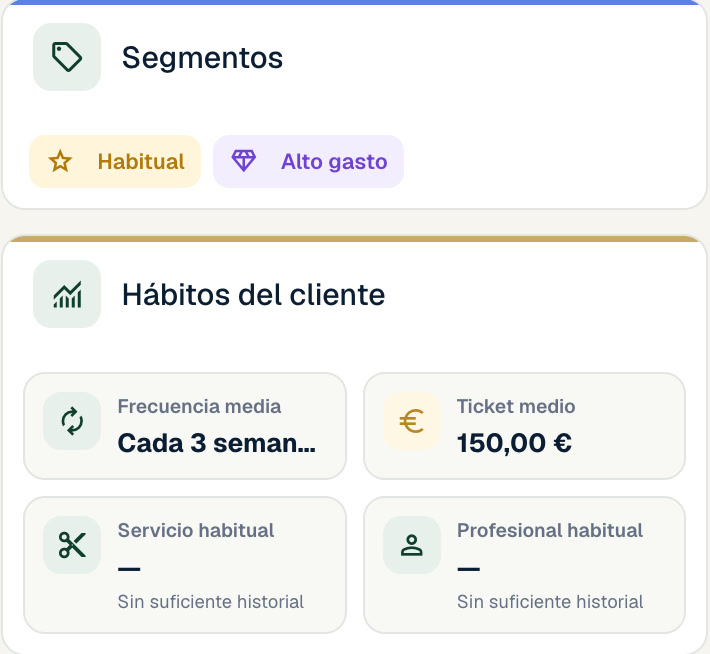 Segmentos
Habitual
Alto gasto
Hábitos del cliente
Frecuencia media
Cada 3 seman...
Ticket medio
150,00 €
Servicio habitual
—
Sin suficiente historial
Profesional habitual
—
Sin suficiente historial